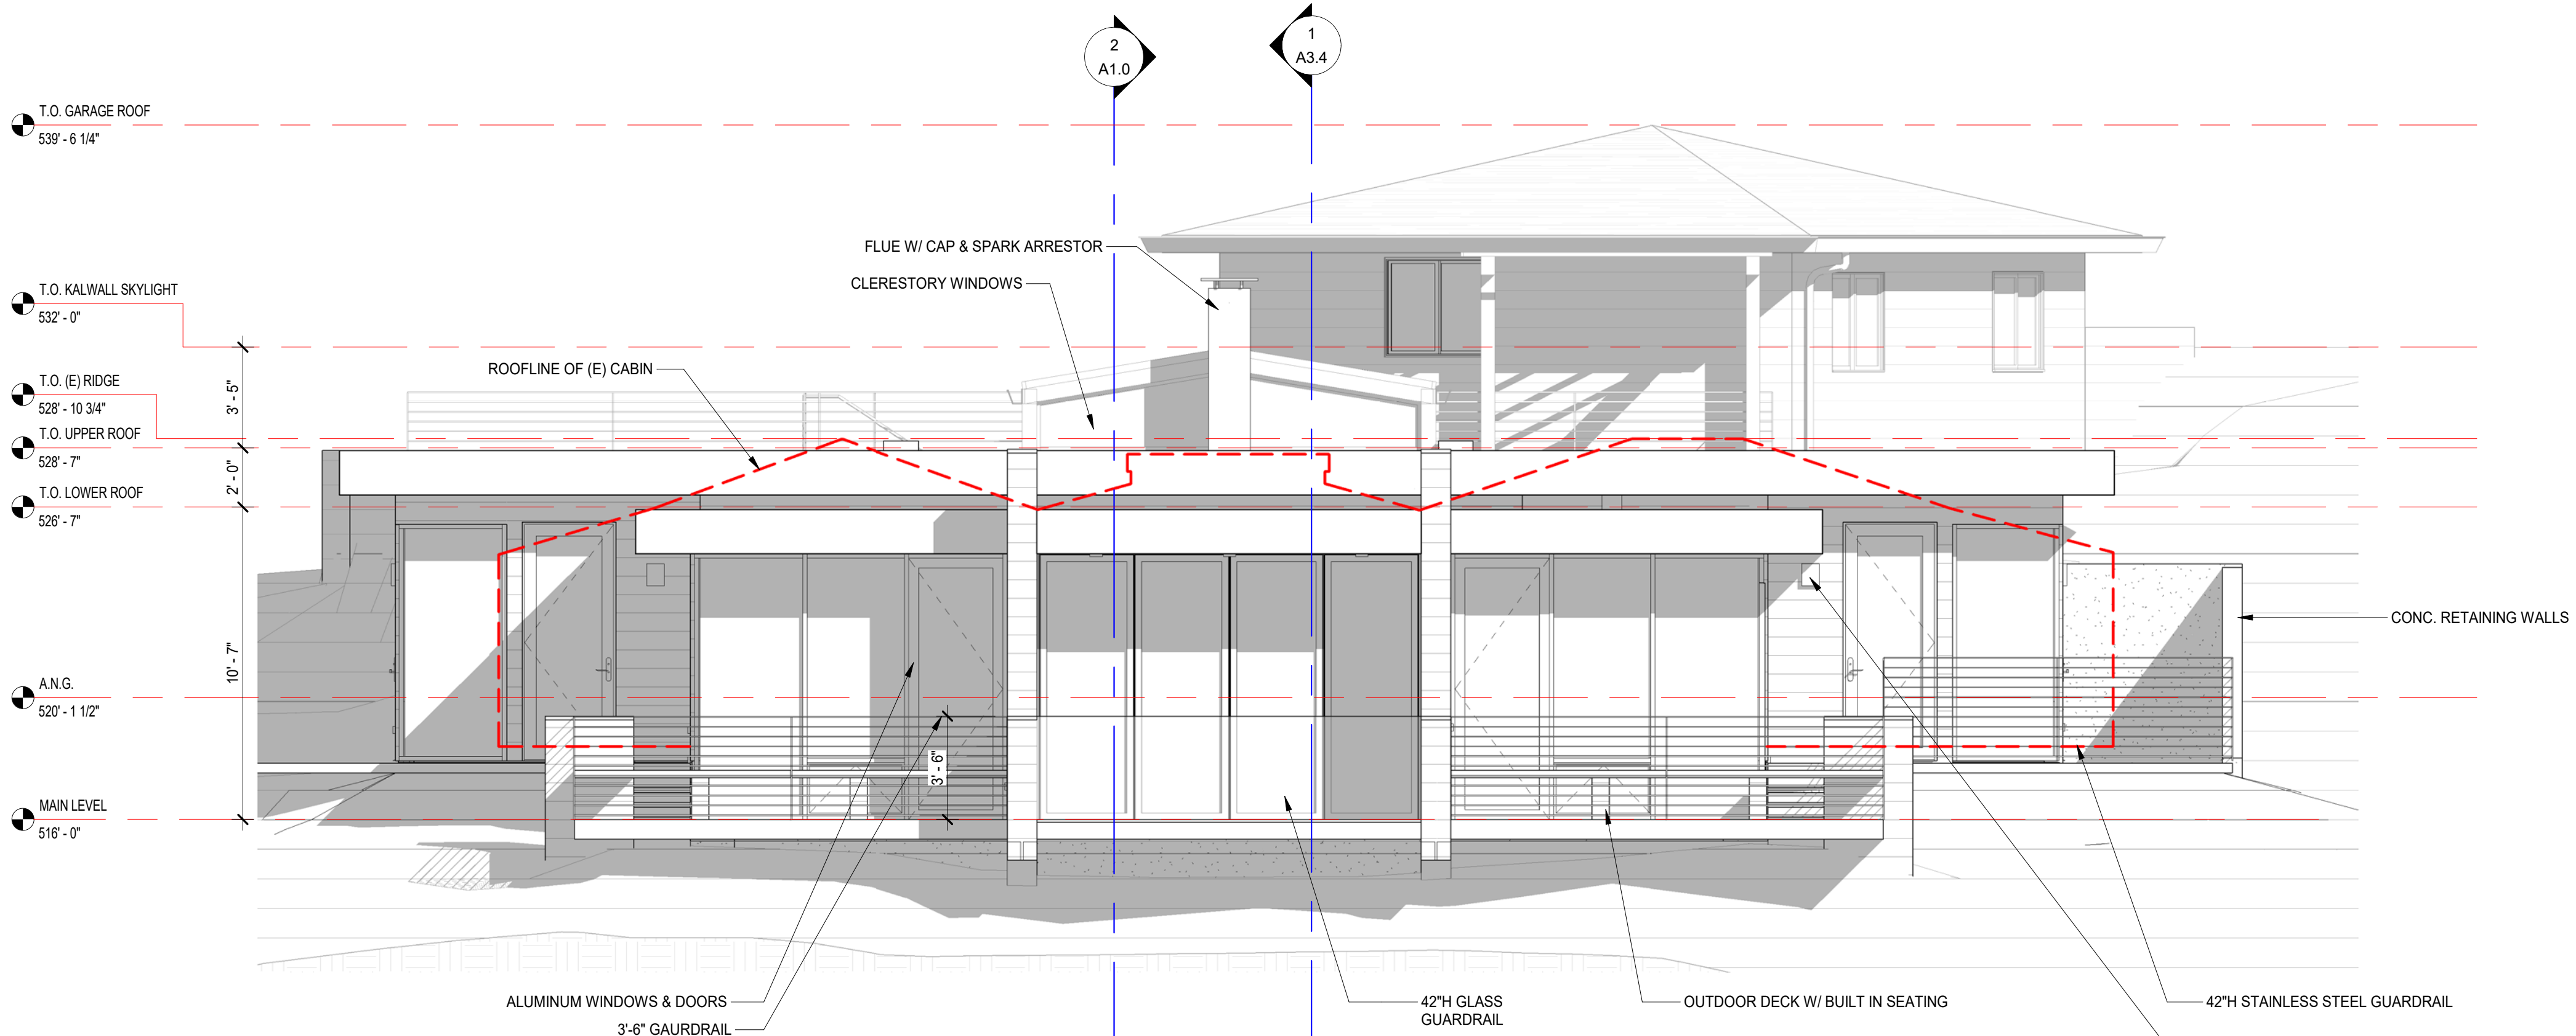 2
A1.0
1
A3.4
T.O. GARAGE ROOF
539' - 6 1/4"
FLUE W/ CAP & SPARK ARRESTOR
CLERESTORY WINDOWS
T.O. KALWALL SKYLIGHT
532' - 0"
ROOFLINE OF (E) CABIN
T.O. (E) RIDGE
528' - 10 3/4"
3' - 5"
T.O. UPPER ROOF
528' - 7"
2' - 0"
T.O. LOWER ROOF
526' - 7"
10' - 7"
CONC. RETAINING WALLS
A.N.G.
520' - 1 1/2"
3' - 6"
MAIN LEVEL
516' - 0"
ALUMINUM WINDOWS & DOORS
3'-6" GAURDRAIL
42"H GLASS
GUARDRAIL
OUTDOOR DECK W/ BUILT IN SEATING
42"H STAINLESS STEEL GUARDRAIL